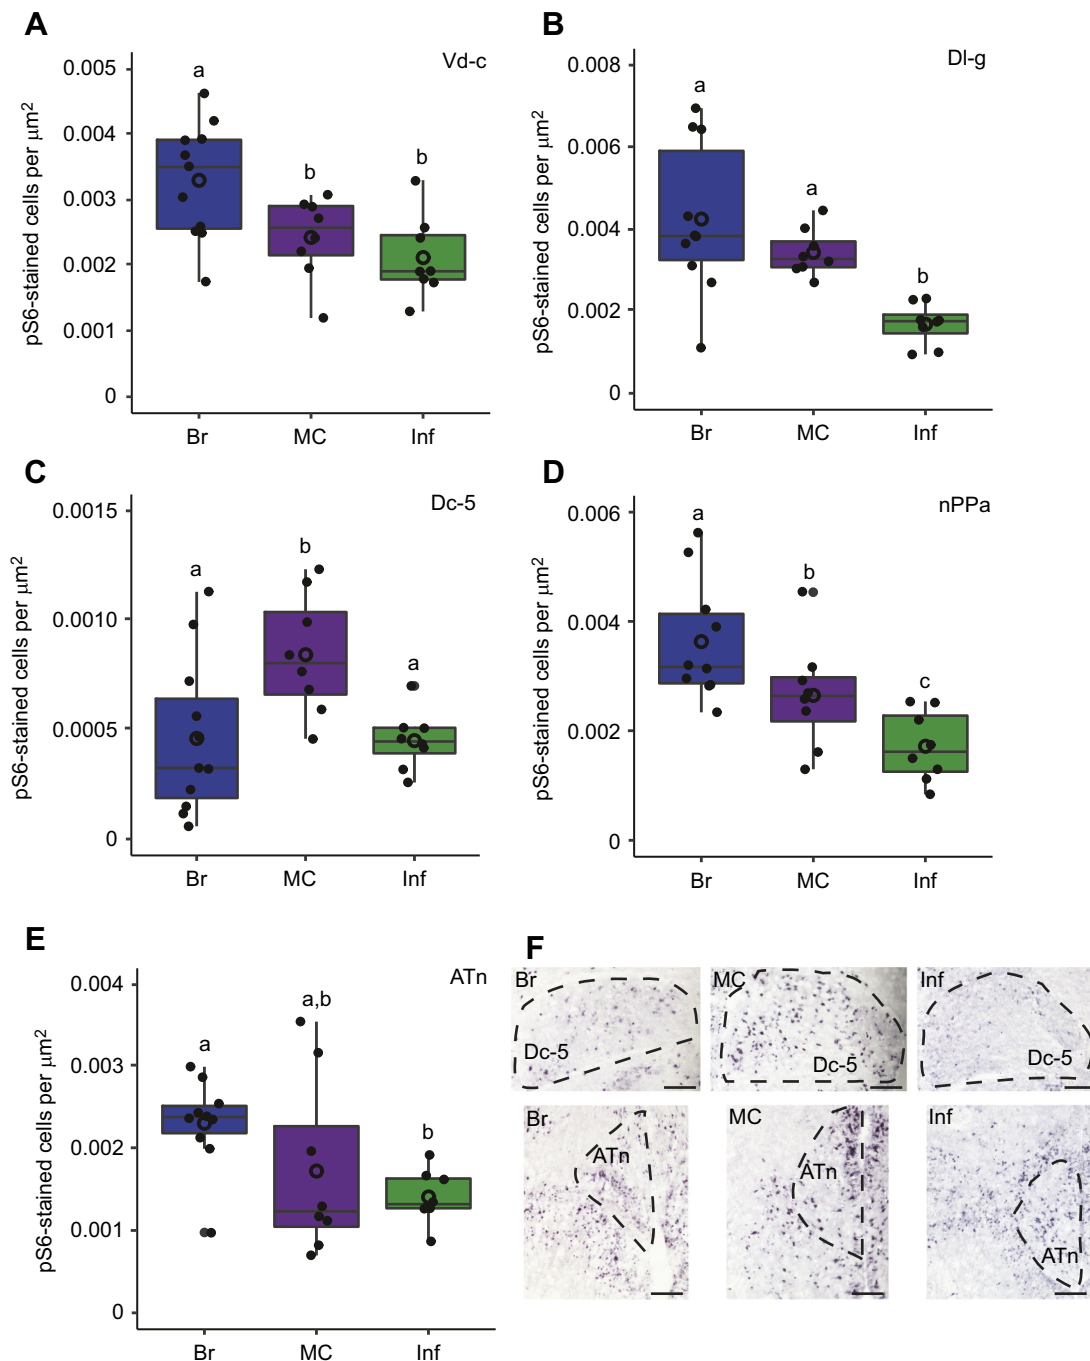 A
Vd-c
pS6-stained cells per μm2
0.005
0.004
0.003
0.002
0.001
0
a
b
b
Br
MC
Inf
B
Dl-g
pS6-stained cells per μm2
0.008
0.006
0.004
0.002
0
a
a
b
Br
MC
Inf
C
Dc-5
pS6-stained cells per μm2
0.0015
0.0010
0.0005
0
a
b
a
Br
MC
Inf
D
nPPa
pS6-stained cells per μm2
0.006
0.004
0.002
0
a
b
c
Br
MC
Inf
E
ATn
pS6-stained cells per μm2
0.004
0.003
0.002
0.001
0
a
a,b
b
Br
MC
Inf
F
Br
Dc-5
MC
Dc-5
Inf
Dc-5
Br
ATn
MC
ATn
Inf
ATn